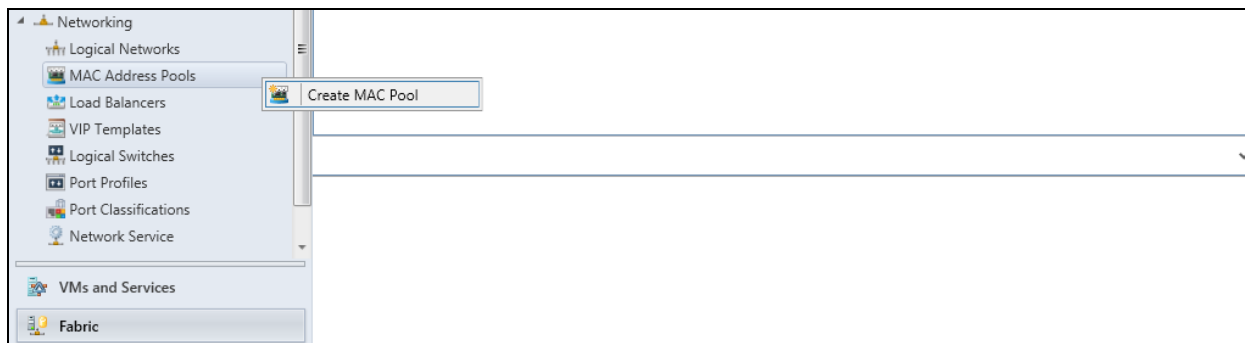 Networking
Logical Networks
MAC Address Pools
Create MAC Pool
Load Balancers
VIP Templates
Logical Switches
Port Profiles
Port Classifications
Network Service
VMs and Services
Fabric